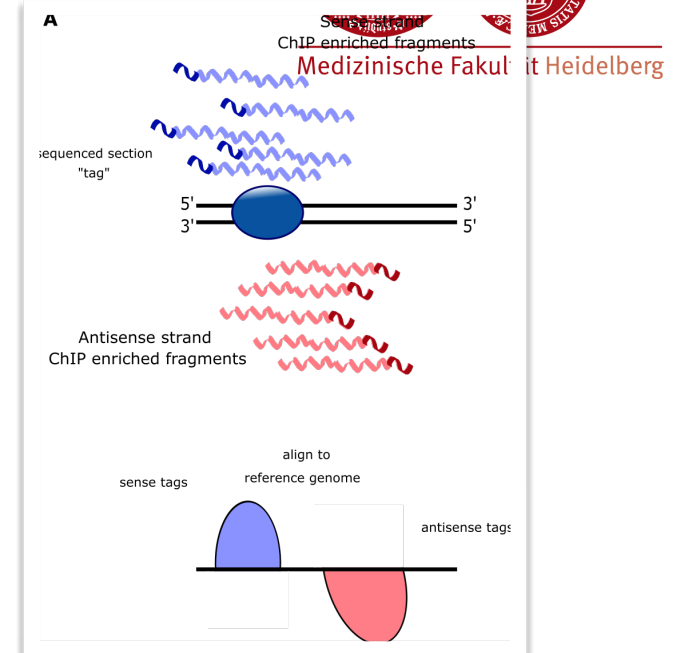 A
Sense strand
ChIP enriched fragments
Medizinische Fakul it Heidelberg
sequenced section
"tag"
5' 3'
3' 5'
Antisense strand
ChIP enriched fragments
align to
reference genome
sense tags
antisense tags